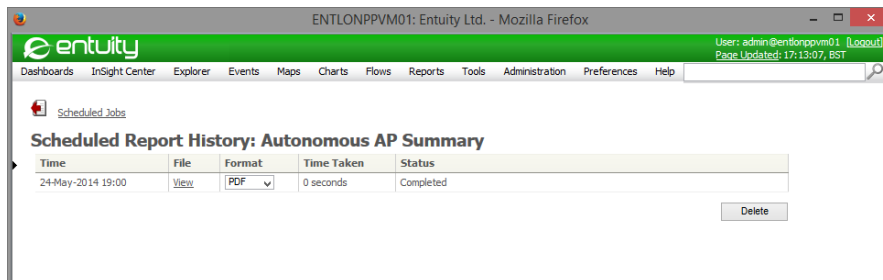 ENTLONPPVM01: Entuity Ltd. - Mozilla Firefox
entuity
User: admin@entlonppvm01 [Logout]
Page Updated: 17:13:07, BST
Dashboards InSight Center Explorer Events Maps Charts Flows Reports Tools Administration Preferences Help
Scheduled Jobs
Scheduled Report History: Autonomous AP Summary
Time File Format Time Taken Status
24-May-2014 19:00 View PDF 0 seconds Completed
Delete